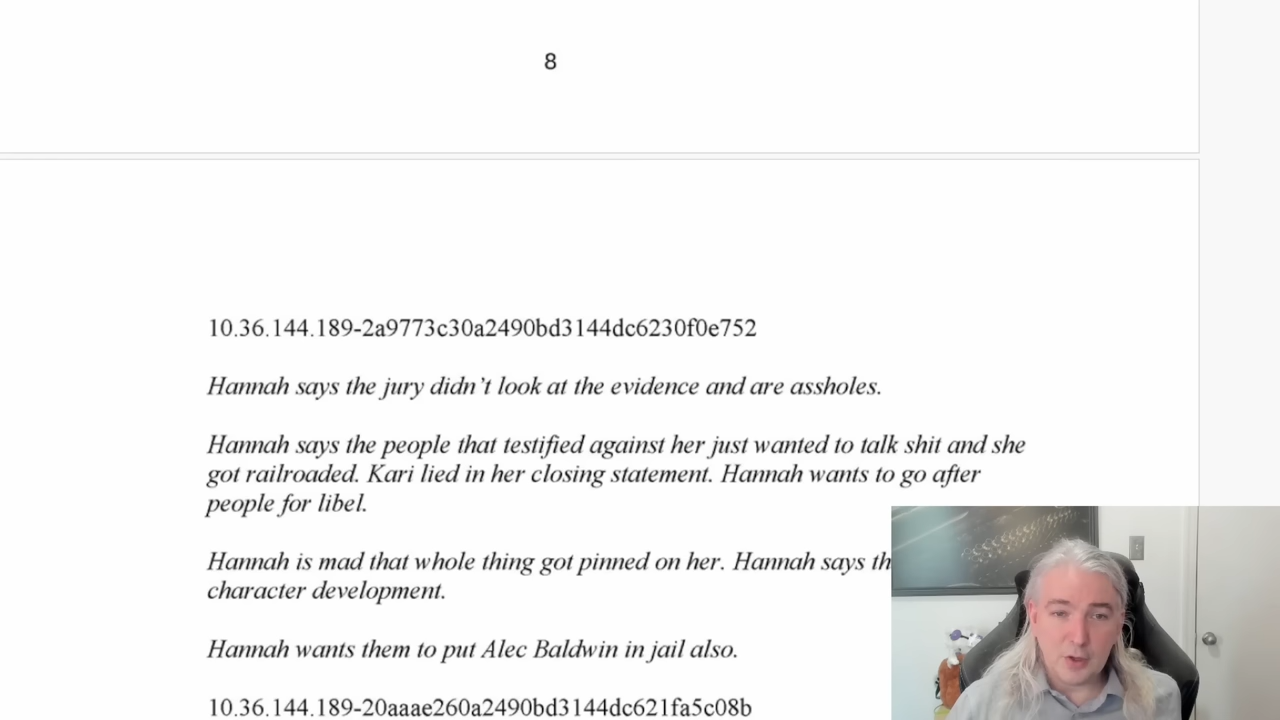 8
10.36.144.189-2a9773c30a2490bd3144dc6230f0e752
Hannah says the jury didn't look at the evidence and are assholes.
Hannah says the people that testified against her just wanted to talk shit and she
got railroaded. Kari lied in her closing statement. Hannah wants to go after
people for libel.
Hannah is mad that whole thing got pinned on her. Hannah says
character development.
Hannah wants them to put Alec Baldwin in jail also.
10.36.144.189-20aaae260a2490bd3144dc621fa5c08b